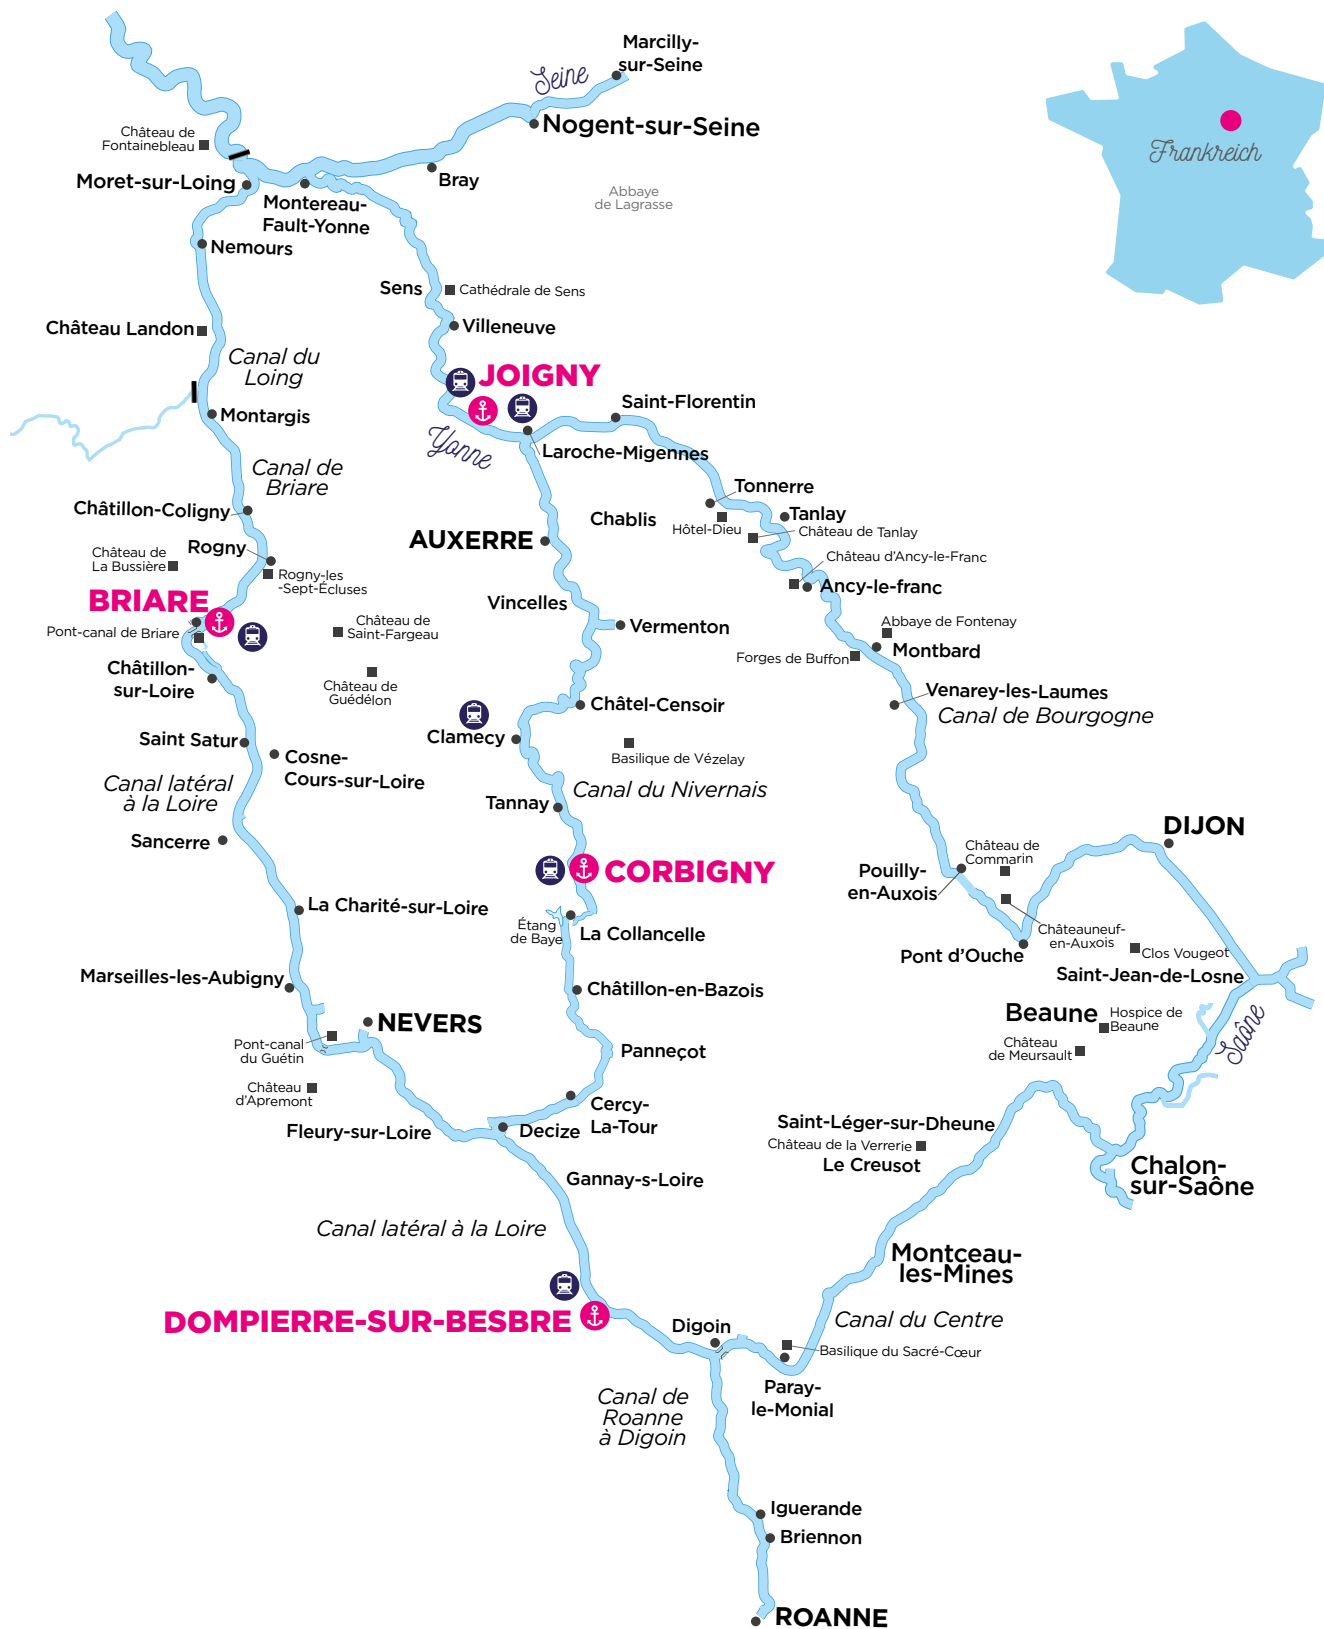 Marcilly-
sur-Seine
Seine
Nogent-sur-Seine
Frankreich
Château de
Fontainebleau
Moret-sur-Loing
Bray
Montereau-
Fault-Yonne
Abbaye
de Lagrasse
Nemours
Sens
Cathédrale de Sens
Villeneuve
Château Landon
Canal du
Loing
JOIGNY
Saint-Florentin
Montargis
Yonne
Laroche-Migennes
Canal de
Briare
Tonnerre
Châtillon-Coligny
Chablis
Hôtel-Dieu
Tanlay
Château de Tanlay
AUXERRE
Rogny
Château de
La Bussière
Château d'Ancy-le-Franc
Rogny-les
-Sept-Écluses
Ancy-le-franc
BRIARE
Vincelles
Pont-canal de Briare
Château de
Saint-Fargeau
Vermenton
Abbaye de Fontenay
Montbard
Forges de Buffon
Châtillon-
sur-Loire
Château de
Guédélon
Venarey-les-Laumes
Canal de Bourgogne
Châtel-Censoir
Clamecy
Saint Satur
Cosne-
Cours-sur-Loire
Basilique de Vézelay
Canal latéral
à la Loire
Canal du Nivernais
Tannay
Sancerre
DIJON
Château de
Commarin
CORBIGNY
Pouilly-
en-Auxois
La Charité-sur-Loire
Étang
de Baye
La Collancelle
Châteauneuf-
en-Auxois
Pont d'Ouche
Clos Vougeot
Saint-Jean-de-Losne
Marseilles-les-Aubigny
Châtillon-en-Bazois
Beaune
Hospice de
Beaune
NEVERS
Saône
Pont-canal
du Guétin
Panneçot
Château
de Meursault
Château
d'Apremont
Cercy-
La-Tour
Fleury-sur-Loire
Decize
Saint-Léger-sur-Dheune
Château de la Verrerie
Le Creusot
Chalon-
sur-Saône
Gannay-s-Loire
Canal latéral à la Loire
Montceau-
les-Mines
DOMPIERRE-SUR-BESBRE
Digoin
Canal du Centre
Basilique du Sacré-Cœur
Paray-
le-Monial
Canal de
Roanne
à Digoin
Iguerande
Briennon
ROANNE